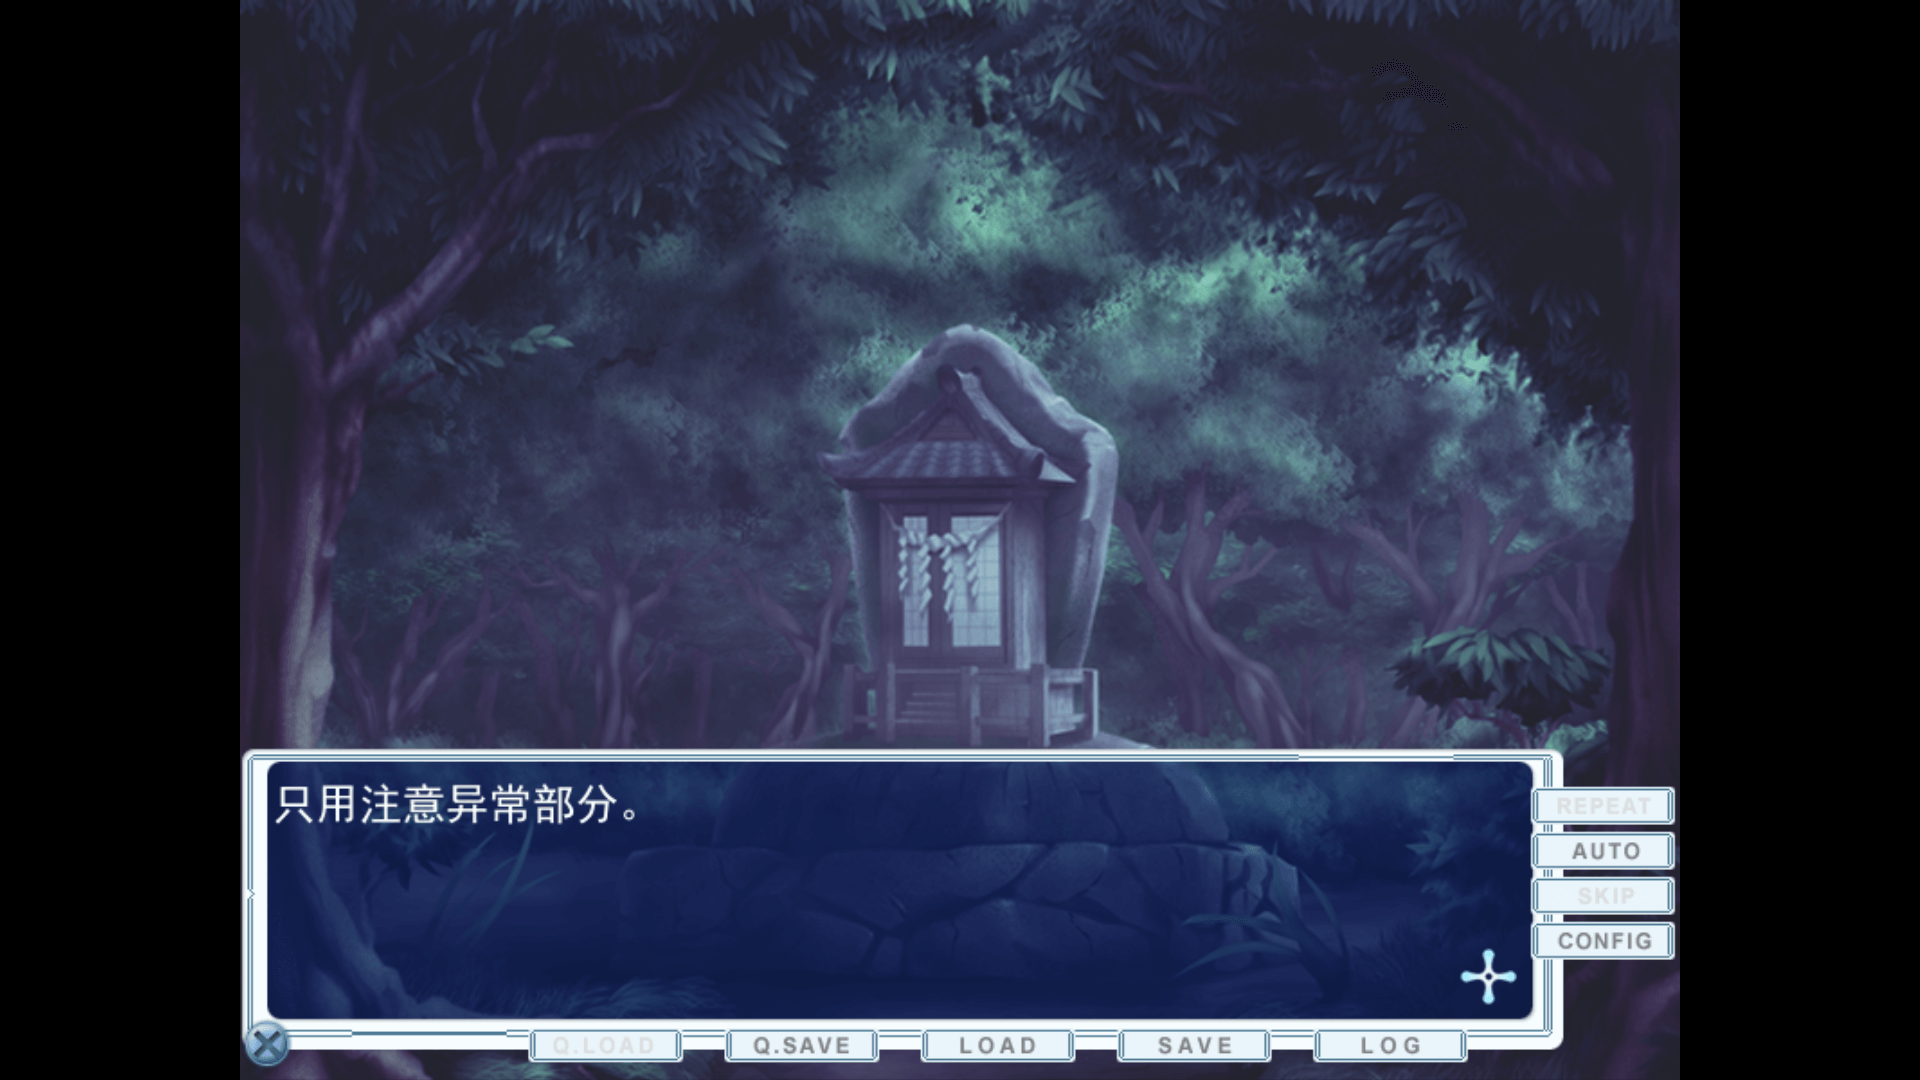 只用注意异常部分。
REPEAT
AUTO
SKIP
CONFIG
Q.LOAD
Q.SAVE
LOAD
SAVE
LOG